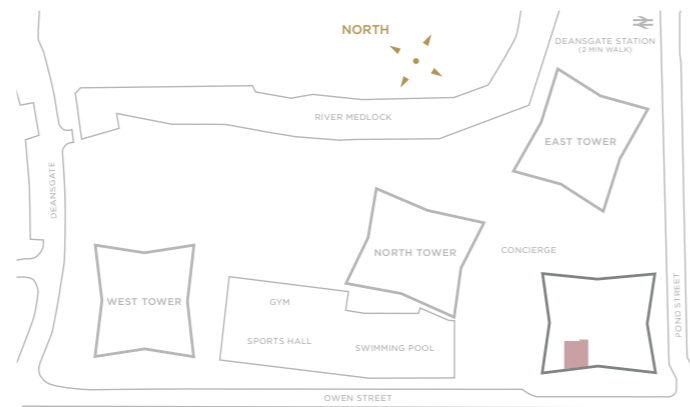 NORTH
DEANSGATE STATION
(2 MIN WALK)
RIVER MEDLOCK
EAST TOWER
DEANSGATE
NORTH TOWER
CONCIERGE
WEST TOWER
GYM
SPORTS HALL
SWIMMING POOL
POND STREET
OWEN STREET